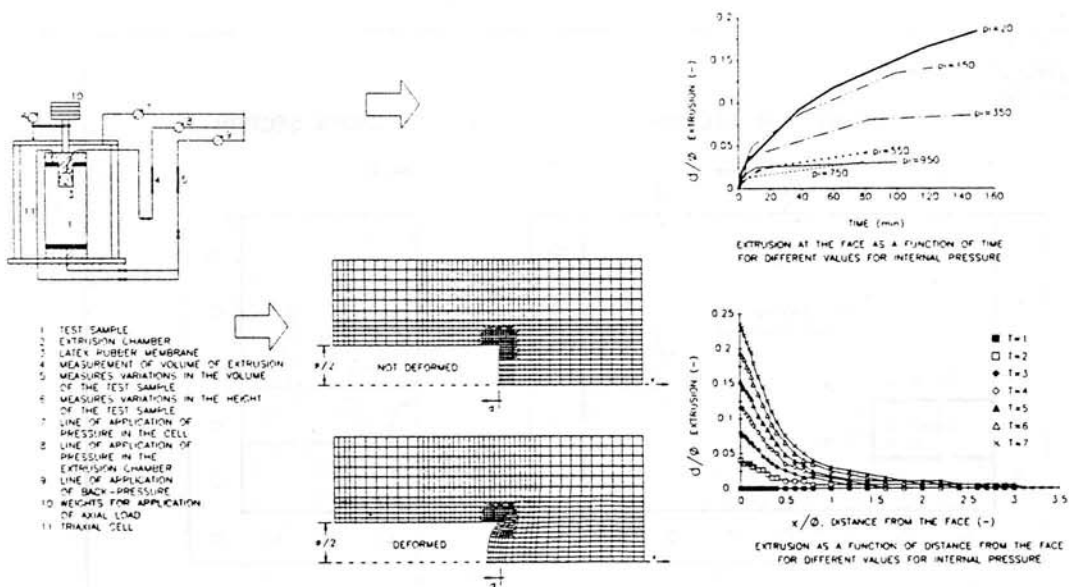 10
4
5
11
1
1 TEST SAMPLE
2 EXTRUSION CHAMBER
3 LATEX RUBBER MEMBRANE
4 MEASUREMENT OF VOLUME OF EXTRUSION
5 MEASURES VARIATIONS IN THE VOLUME
OF THE TEST SAMPLE
6 MEASURES VARIATIONS IN THE HEIGHT
OF THE TEST SAMPLE
7 LINE OF APPLICATION OF
PRESSURE IN THE CELL
8 LINE OF APPLICATION OF
PRESSURE IN THE
EXTRUSION CHAMBER
9 LINE OF APPLICATION
OF BACK-PRESSURE
10 WEIGHTS FOR APPLICATION
OF AXIAL LOAD
11 TRIAXIAL CELL
ø/2
NOT DEFORMED
x
d
ø/2
DEFORMED
x
d
d/Ø EXTRUSION (-)
0.2
0.15
0.1
0.05
0
pi=20
pi=150
pi=350
pi=550
pi=950
pi=750
0 20 40 60 80 100 120 140 160
TIME (min)
EXTRUSION AT THE FACE AS A FUNCTION OF TIME
FOR DIFFERENT VALUES FOR INTERNAL PRESSURE
d/Ø EXTRUSION (-)
0.25
0.2
0.15
0.1
0.05
0
T=1
T=2
T=3
T=4
T=5
T=6
T=7
0 0.5 1 1.5 2 2.5 3 3.5
x/Ø, DISTANCE FROM THE FACE (-)
EXTRUSION AS A FUNCTION OF DISTANCE FROM THE FACE
FOR DIFFERENT VALUES FOR INTERNAL PRESSURE